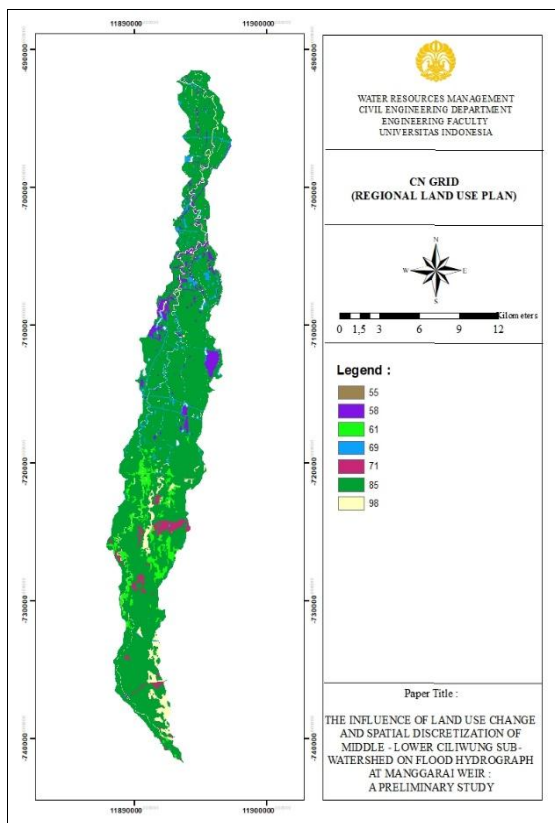 11890000 11900000
-690000
-700000
-710000
-720000
-730000
-740000
11890000 11900000
WATER RESOURCES MANAGEMENT
CIVIL ENGINEERING DEPARTMENT
ENGINEERING FACULTY
UNIVERSITAS INDONESIA
CN GRID
(REGIONAL LAND USE PLAN)
N
W E
S
Kilometers
0 1,5 3 6 9 12
Legend :
55
58
61
69
71
85
98
Paper Title :
THE INFLUENCE OF LAND USE CHANGE
AND SPATIAL DISCRETIZATION OF
MIDDLE - LOWER CILIWUNG SUB-
WATERSHED ON FLOOD HYDROGRAPH
AT MANGGARAI WEIR :
A PRELIMINARY STUDY